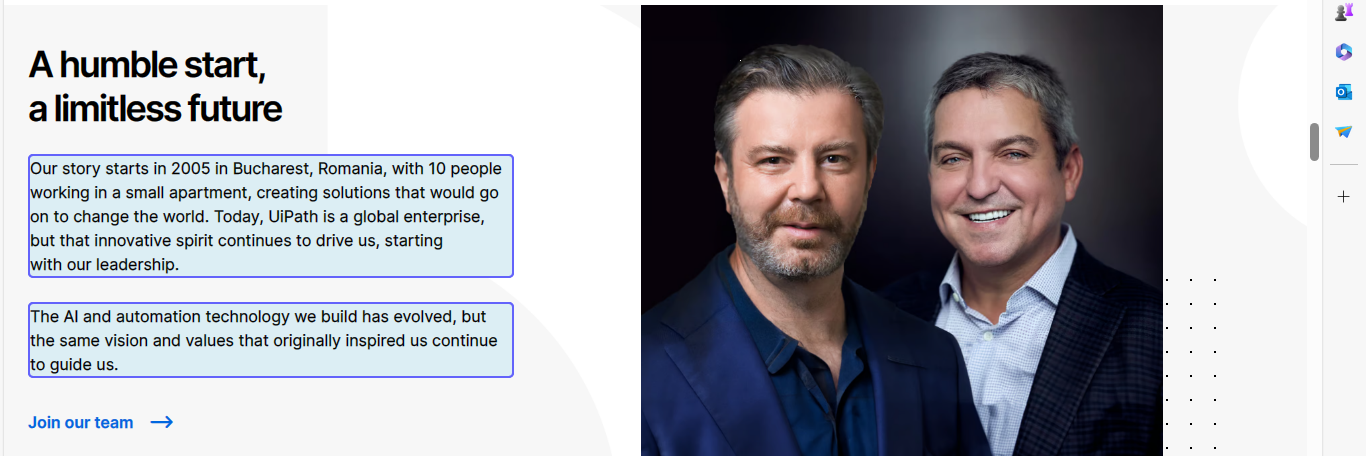 A humble start,
a limitless future
Our story starts in 2005 in Bucharest, Romania, with 10 people
working in a small apartment, creating solutions that would go
on to change the world. Today, UiPath is a global enterprise,
but that innovative spirit continues to drive us, starting
with our leadership.
The AI and automation technology we build has evolved, but
the same vision and values that originally inspired us continue
to guide us.
Join our team